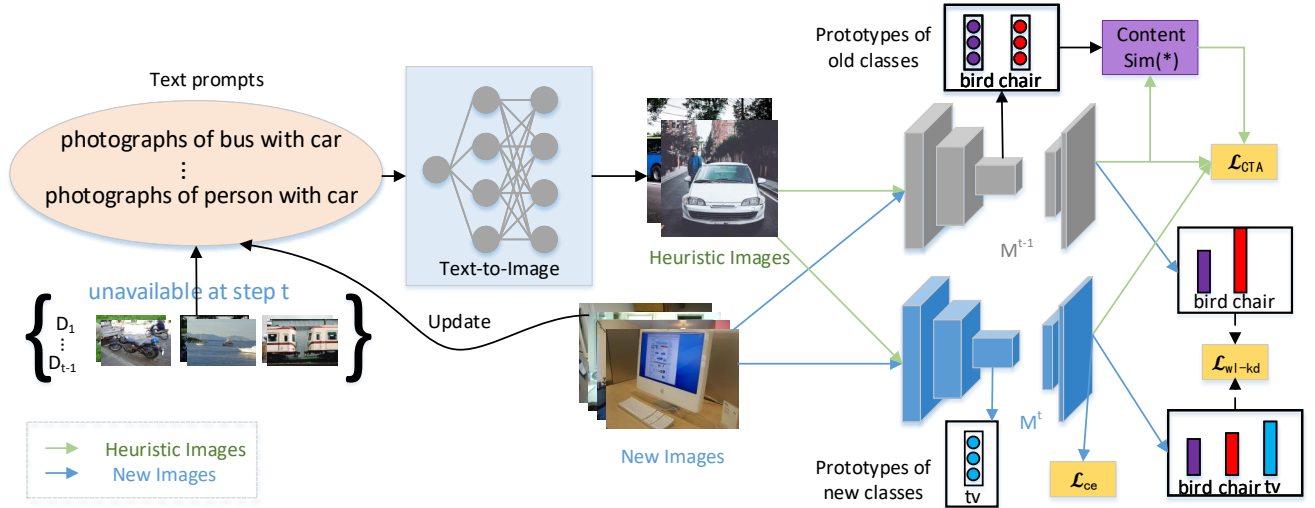 Text prompts
photographs of bus with car
⋮
photographs of person with car
unavailable at step t
D₁
⋮
Dₜ₋₁
Update
Text-to-Image
Heuristic Images
New Images
Prototypes of
old classes
bird chair
Content
Sim(*)
ℒCTA
Mᵗ⁻¹
bird chair
ℒwl-kd
Mᵗ
Prototypes of
new classes
tv
ℒce
bird chair tv
Heuristic Images
New Images